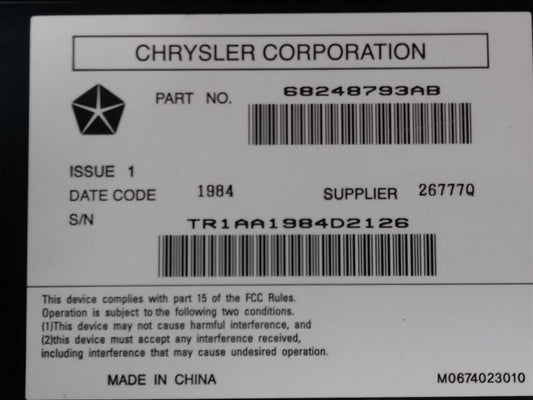 CHRYSLER CORPORATION
PART NO. 68248793AB
ISSUE 1
DATE CODE 1984 SUPPLIER 26777Q
S/N TR1AA1984D2126
This device complies with part 15 of the FCC Rules.
Operation is subject to the following two conditions.
(1)This device may not cause harmful interference, and
(2)this device must accept any interference received,
including interference that may cause undesired operation.
MADE IN CHINA M0674023010